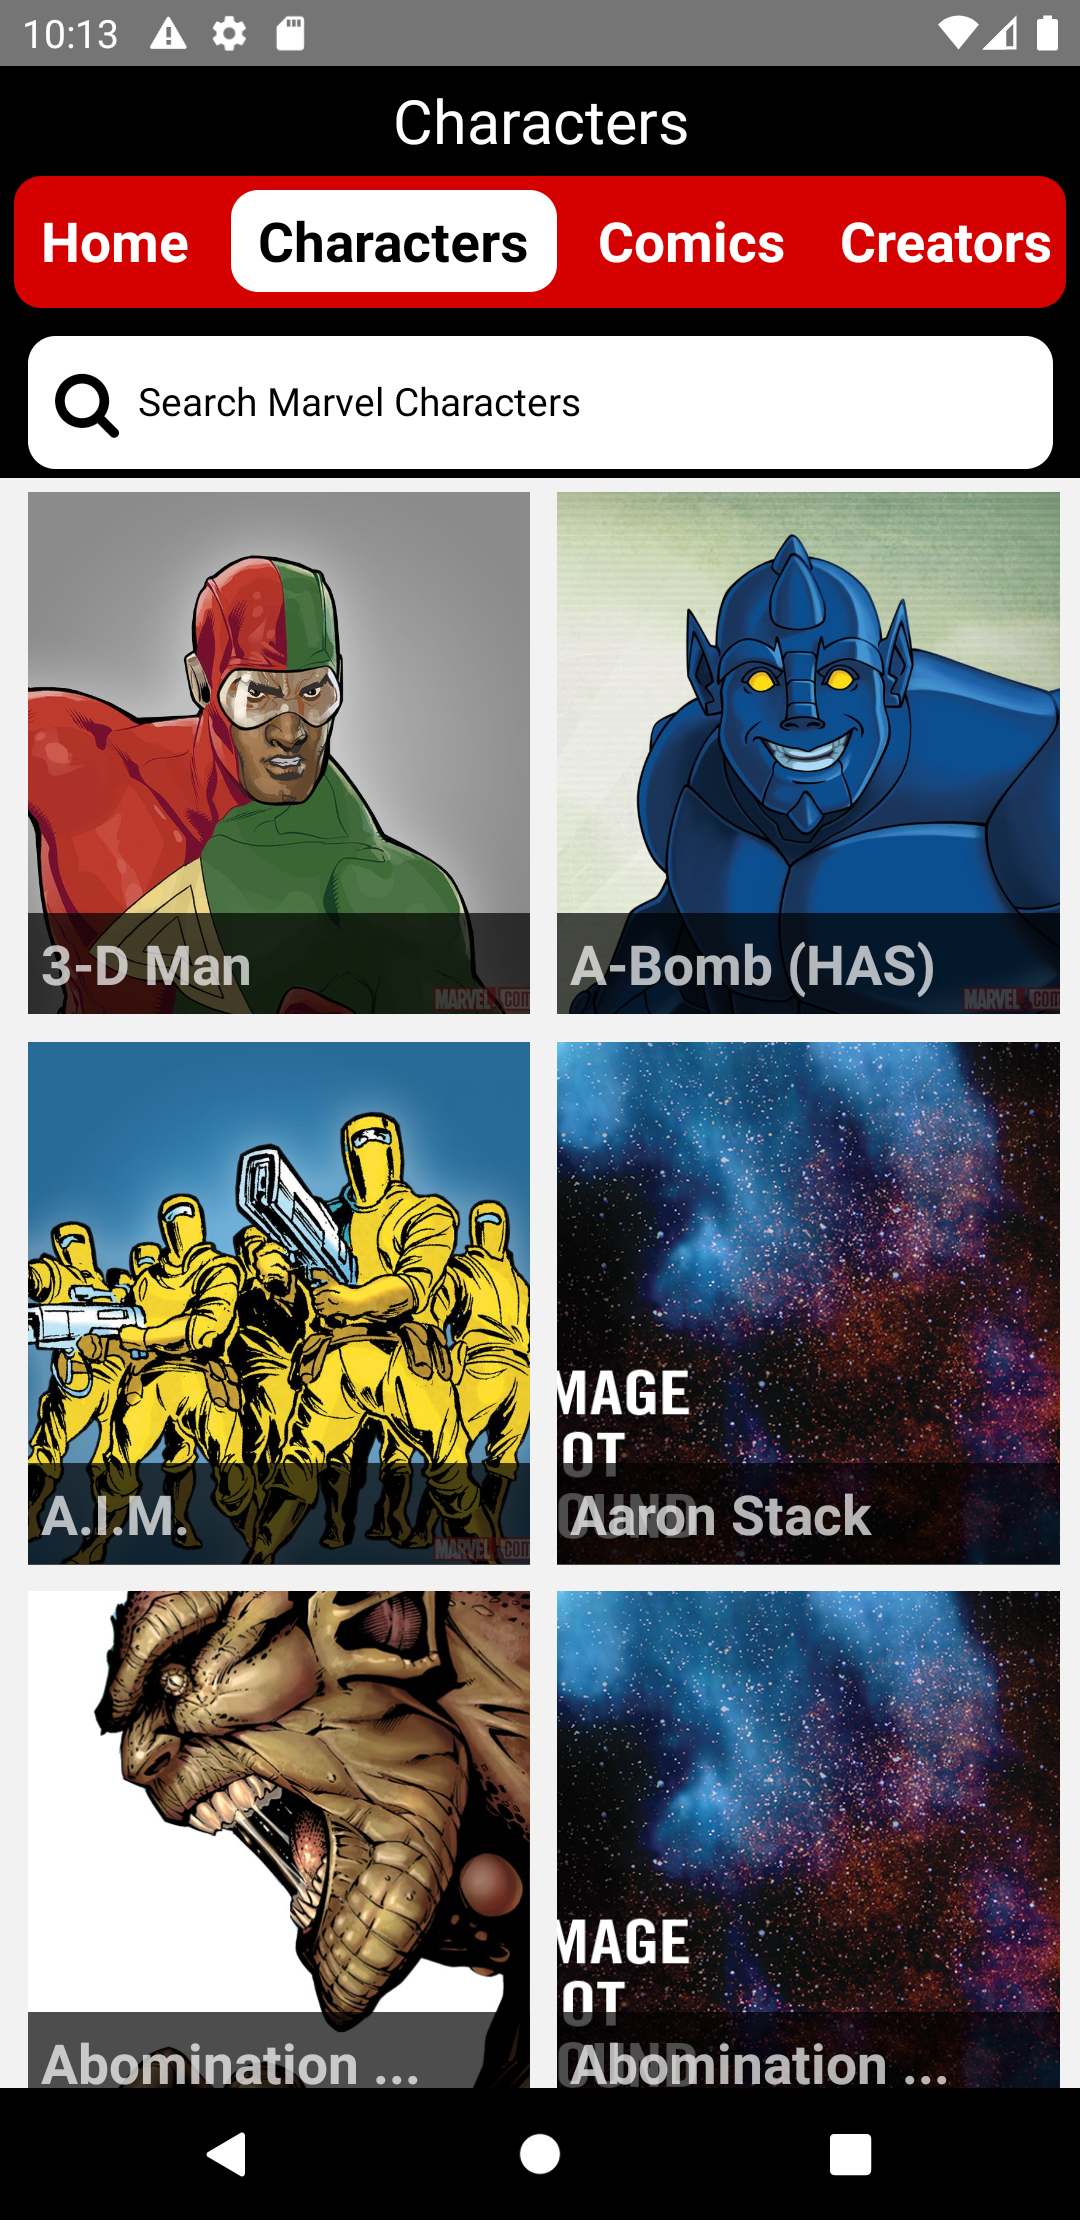 10:13
Characters
Home Characters Comics Creators
Search Marvel Characters
3-D Man
MARVEL.COM
A-Bomb (HAS)
MARVEL.COM
A.I.M.
MARVEL.COM
MAGE
OT
OUND
Aaron Stack
Abomination ...
MAGE
OT
OUND
Abomination ...